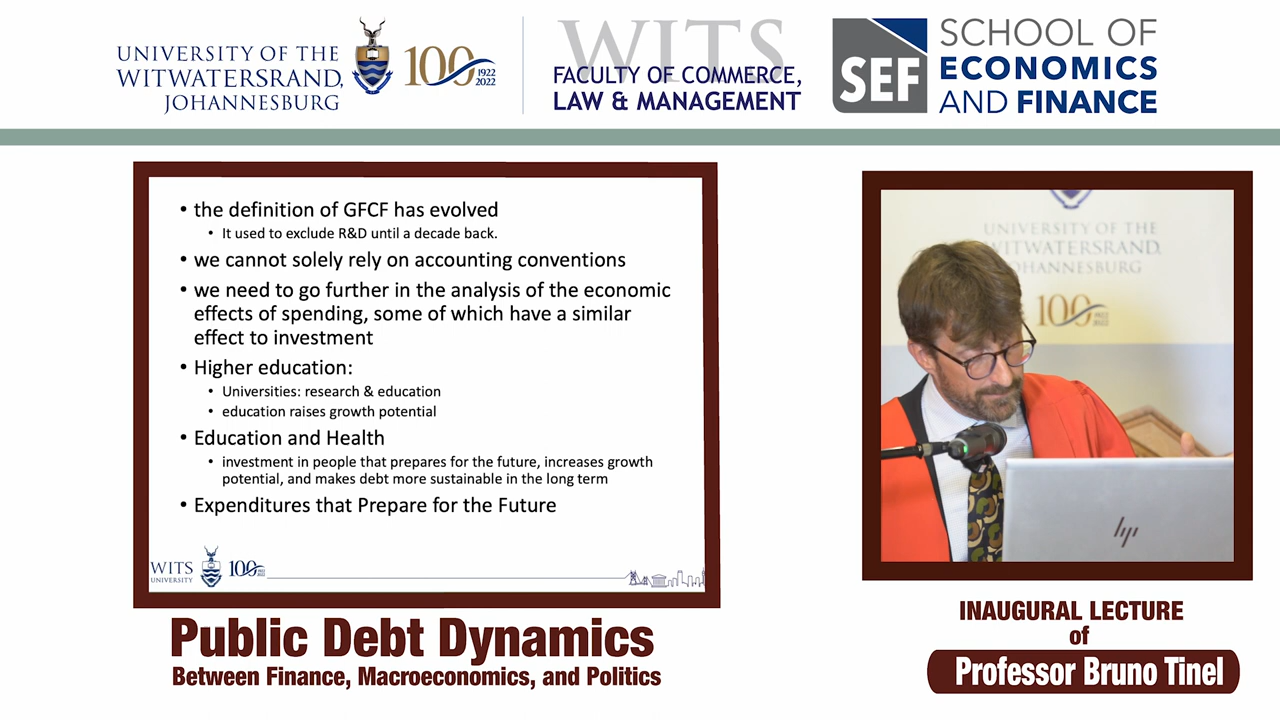 UNIVERSITY OF THE
WITWATERSRAND,
JOHANNESBURG
100 1922
2022
WITS
FACULTY OF COMMERCE,
LAW & MANAGEMENT
SEF
SCHOOL OF
ECONOMICS
AND FINANCE
• the definition of GFCF has evolved
• It used to exclude R&D until a decade back.
• we cannot solely rely on accounting conventions
• we need to go further in the analysis of the economic
effects of spending, some of which have a similar
effect to investment
• Higher education:
• Universities: research & education
• education raises growth potential
• Education and Health
• investment in people that prepares for the future, increases growth
potential, and makes debt more sustainable in the long term
• Expenditures that Prepare for the Future
WITS
UNIVERSITY
100
UNIVERSITY OF THE
WITWATERSRAND,
JOHANNESBURG
100
hp
Public Debt Dynamics
Between Finance, Macroeconomics, and Politics
INAUGURAL LECTURE
of
Professor Bruno Tinel